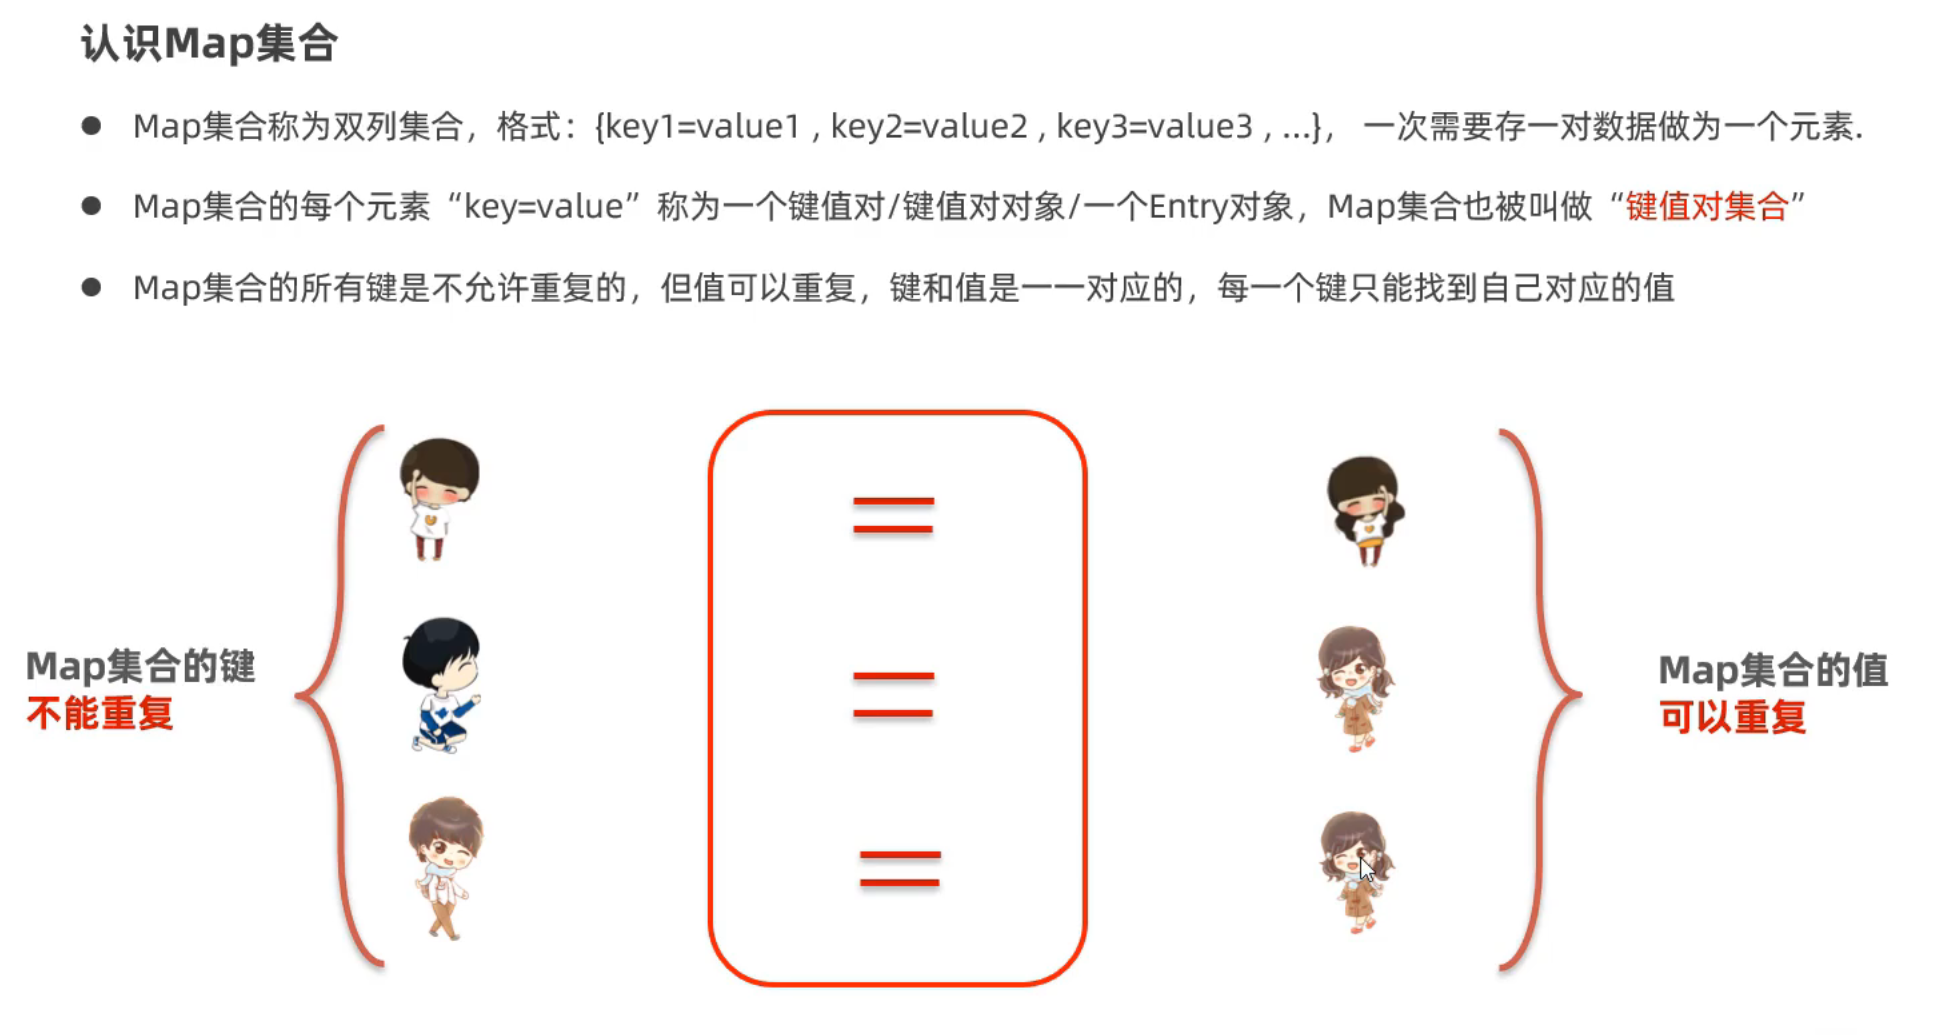 认识Map集合
● Map集合称为双列集合，格式：{key1=value1 , key2=value2 , key3=value3 , ...}， 一次需要存一对数据做为一个元素.
● Map集合的每个元素“key=value”称为一个键值对/键值对对象/一个Entry对象，Map集合也被叫做“键值对集合”
● Map集合的所有键是不允许重复的，但值可以重复，键和值是一一对应的，每一个键只能找到自己对应的值
Map集合的键
不能重复
=
=
=
Map集合的值
可以重复